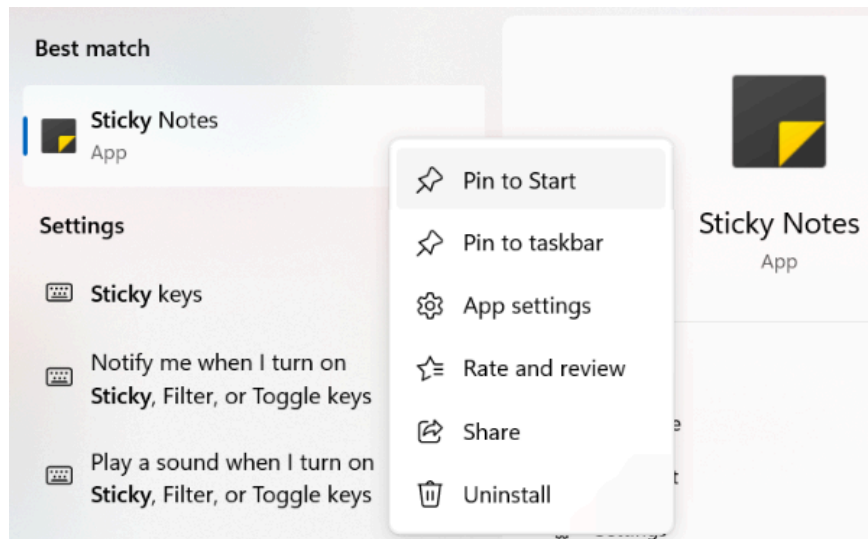 Best match
Sticky Notes
App
Settings
Sticky keys
Notify me when I turn on
Sticky, Filter, or Toggle keys
Play a sound when I turn on
Sticky, Filter, or Toggle keys
Pin to Start
Pin to taskbar
App settings
Rate and review
Share
Uninstall
Sticky Notes
App